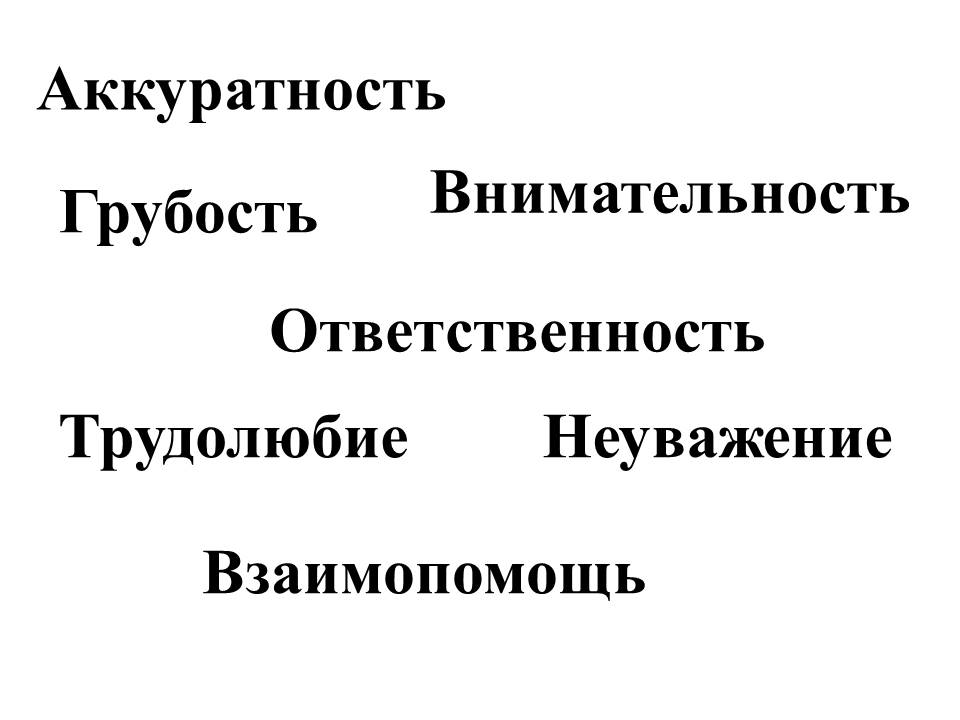 Аккуратность
Грубость
Внимательность
Ответственность
Трудолюбие
Неуважение
Взаимопомощь